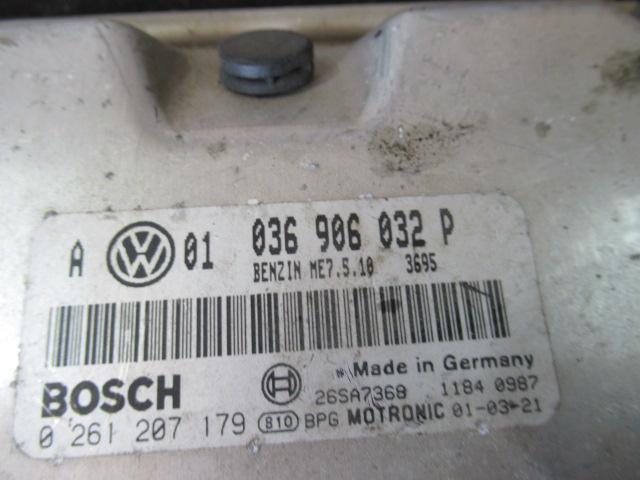 A VW 01 036 906 032 P
BENZIN ME7.5.10 3695
Made in Germany
BOSCH 26SA7368 1184 0987
0 261 207 179 810 BPG MOTRONIC 01-03-21